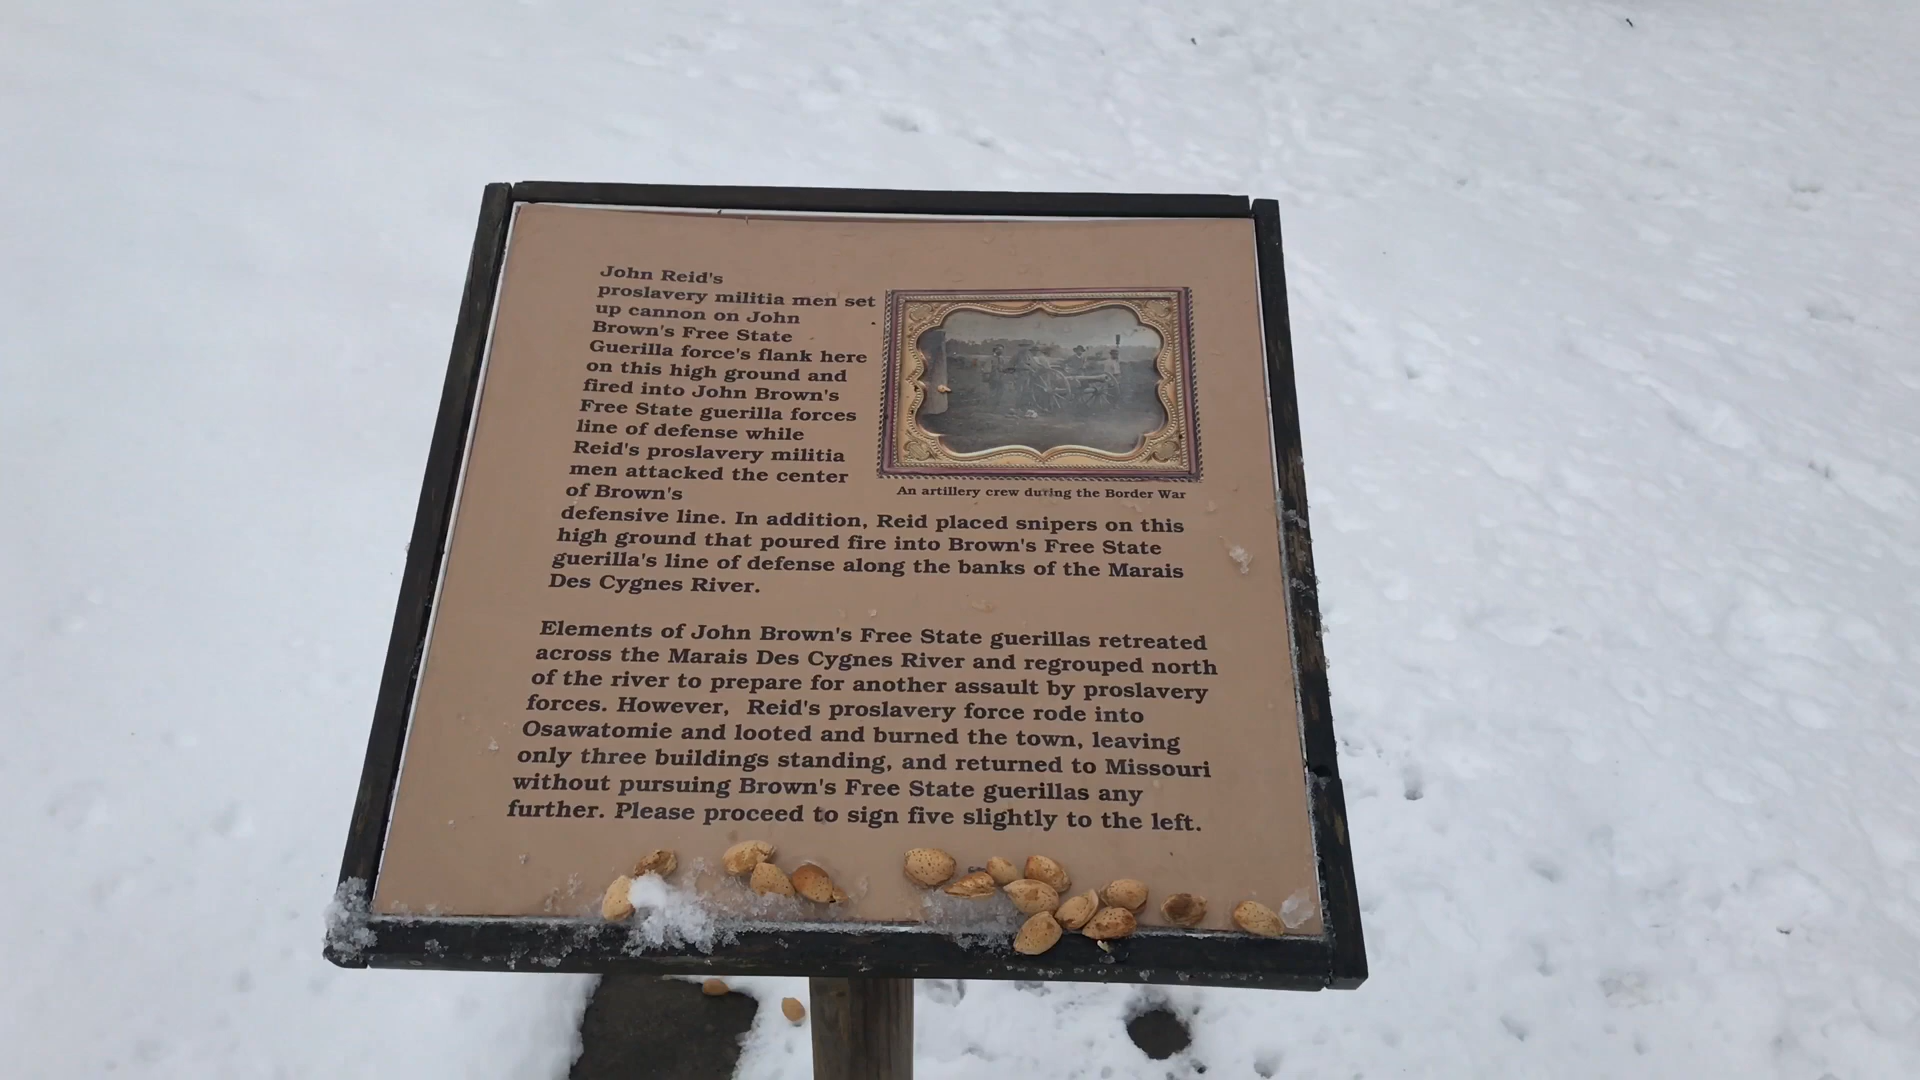 John Reid's
proslavery militia men set
up cannon on John
Brown's Free State
Guerilla force's flank here
on this high ground and
fired into John Brown's
Free State guerilla forces
line of defense while
Reid's proslavery militia
men attacked the center
of Brown's
An artillery crew during the Border War
defensive line. In addition, Reid placed snipers on this
high ground that poured fire into Brown's Free State
guerilla's line of defense along the banks of the Marais
Des Cygnes River.
Elements of John Brown's Free State guerillas retreated
across the Marais Des Cygnes River and regrouped north
of the river to prepare for another assault by proslavery
forces. However, Reid's proslavery force rode into
Osawatomie and looted and burned the town, leaving
only three buildings standing, and returned to Missouri
without pursuing Brown's Free State guerillas any
further. Please proceed to sign five slightly to the left.